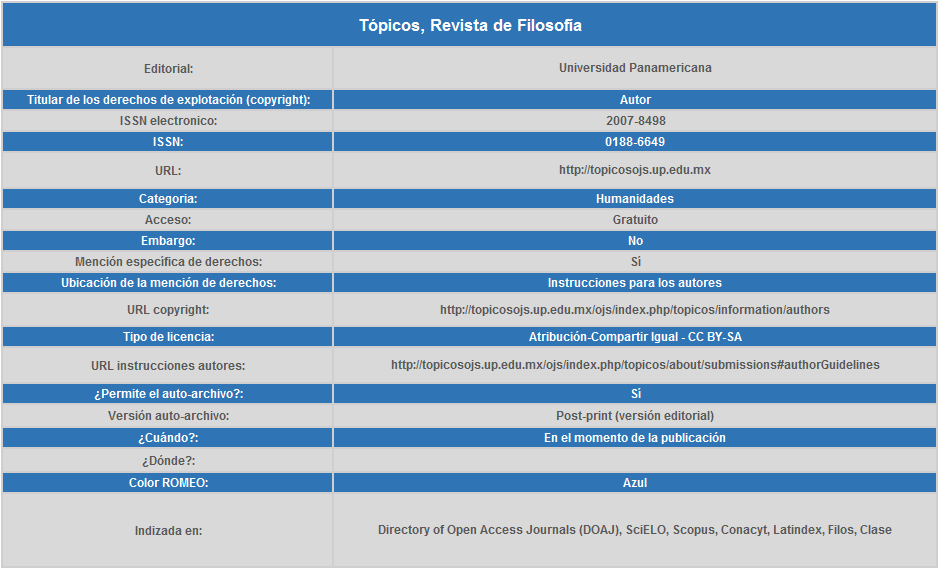 Tópicos, Revista de Filosofía
Editorial: Universidad Panamericana
Titular de los derechos de explotación (copyright): Autor
ISSN electronico: 2007-8498
ISSN: 0188-6649
URL: http://topicosojs.up.edu.mx
Categoria: Humanidades
Acceso: Gratuito
Embargo: No
Mención específica de derechos: Sí
Ubicación de la mención de derechos: Instrucciones para los autores
URL copyright: http://topicosojs.up.edu.mx/ojs/index.php/topicos/information/authors
Tipo de licencia: Atribución-Compartir Igual - CC BY-SA
URL instrucciones autores: http://topicosojs.up.edu.mx/ojs/index.php/topicos/about/submissions#authorGuidelines
¿Permite el auto-archivo?: Sí
Versión auto-archivo: Post-print (versión editorial)
¿Cuándo?: En el momento de la publicación
¿Dónde?:
Color ROMEO: Azul
Indizada en: Directory of Open Access Journals (DOAJ), SciELO, Scopus, Conacyt, Latindex, Filos, Clase